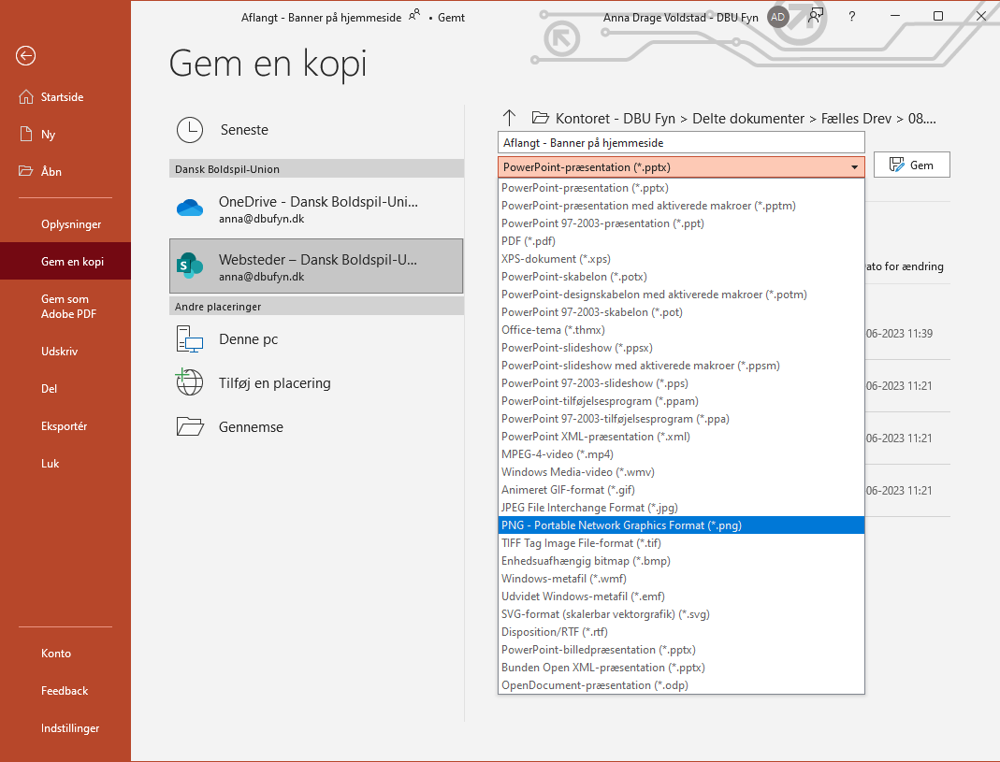 Aflangt - Banner på hjemmeside • Gemt
Anna Drage Voldstad - DBU Fyn AD ?
Gem en kopi
Startside
Ny
Åbn
Oplysninger
Gem en kopi
Gem som
Adobe PDF
Udskriv
Del
Eksportér
Luk
Konto
Feedback
Indstillinger
Seneste
Dansk Boldspil-Union
OneDrive - Dansk Boldspil-Uni...
anna@dbufyn.dk
S
Websteder – Dansk Boldspil-U...
anna@dbufyn.dk
Andre placeringer
Denne pc
Tilføj en placering
Gennemse
Kontoret - DBU Fyn > Delte dokumenter > Fælles Drev > 08....
Aflangt - Banner på hjemmeside
PowerPoint-præsentation (*.pptx)
Gem
PowerPoint-præsentation (*.pptx)
PowerPoint-præsentation med aktiverede makroer (*.pptm)
PowerPoint 97-2003-præsentation (*.ppt)
PDF (*.pdf)
XPS-dokument (*.xps)
PowerPoint-skabelon (*.potx)
PowerPoint-designskabelon med aktiverede makroer (*.potm)
PowerPoint 97-2003-skabelon (*.pot)
Office-tema (*.thmx)
PowerPoint-slideshow (*.ppsx)
PowerPoint-slideshow med aktiverede makroer (*.ppsm)
PowerPoint 97-2003-slideshow (*.pps)
PowerPoint-tilføjelsesprogram (*.ppam)
PowerPoint 97-2003-tilføjelsesprogram (*.ppa)
PowerPoint XML-præsentation (*.xml)
MPEG-4-video (*.mp4)
Windows Media-video (*.wmv)
Animeret GIF-format (*.gif)
JPEG File Interchange Format (*.jpg)
PNG - Portable Network Graphics Format (*.png)
TIFF Tag Image File-format (*.tif)
Enhedsuafhængig bitmap (*.bmp)
Windows-metafil (*.wmf)
Udvidet Windows-metafil (*.emf)
SVG-format (skalerbar vektorgrafik) (*.svg)
Disposition/RTF (*.rtf)
PowerPoint-billedpræsentation (*.pptx)
Bunden Open XML-præsentation (*.pptx)
OpenDocument-præsentation (*.odp)
ato for ændring
06-2023 11:39
06-2023 11:21
06-2023 11:21
06-2023 11:21